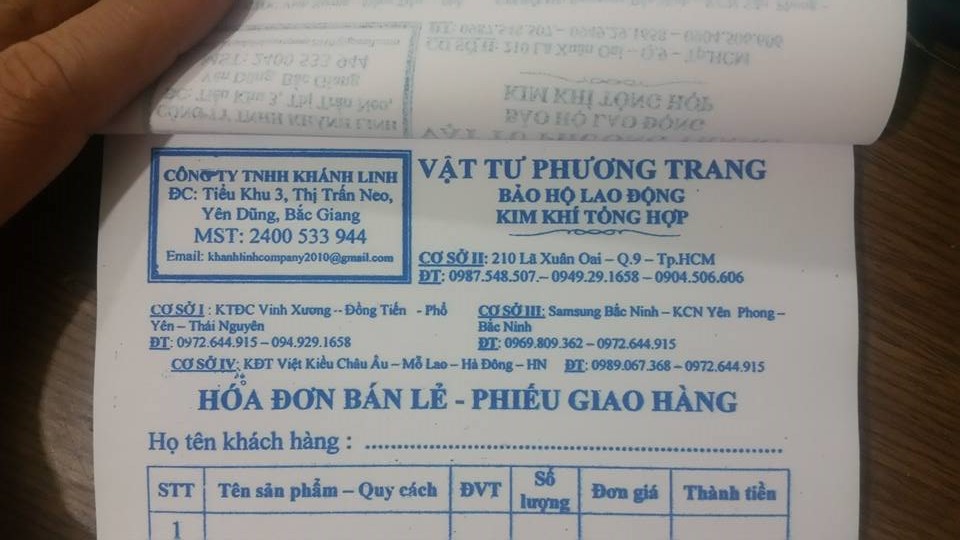 CÔNG TY TNHH KHÁNH LINH
ĐC: Tiểu Khu 3, Thị Trấn Neo,
Yên Dũng, Bắc Giang
MST: 2400 533 944
Email: khanhlinhcompany2010@gmail.com
VẬT TƯ PHƯƠNG TRANG
BẢO HỘ LAO ĐỘNG
KIM KHÍ TỔNG HỢP
CƠ SỞ II: 210 Lã Xuân Oai – Q.9 – Tp.HCM
ĐT: 0987.548.507.– 0949.29.1658 – 0904.506.606
CƠ SỞ I : KTĐC Vinh Xương -- Đồng Tiến - Phổ
Yên – Thái Nguyên
ĐT: 0972.644.915 – 094.929.1658
CƠ SỞ III: Samsung Bắc Ninh – KCN Yên Phong –
Bắc Ninh
ĐT: 0969.809.362 – 0972.644.915
CƠ SỞ IV: KĐT Việt Kiều Châu Âu – Mỗ Lao – Hà Đông – HN ĐT: 0989.067.368 – 0972.644.915
HÓA ĐƠN BÁN LẺ - PHIẾU GIAO HÀNG
Họ tên khách hàng : ........................................
STT Tên sản phẩm – Quy cách ĐVT Số lượng Đơn giá Thành tiền
1